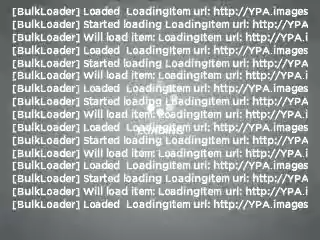 [BulkLoader] Loaded  LoadingItem url: http://YPA.images
[BulkLoader] Started loading LoadingItem url: http://YPA
[BulkLoader] Will load item: LoadingItem url: http://YPA.i
[BulkLoader] Loaded  LoadingItem url: http://YPA.images
[BulkLoader] Started loading LoadingItem url: http://YPA
[BulkLoader] Will load item: LoadingItem url: http://YPA.i
[BulkLoader] Loaded  LoadingItem url: http://YPA.images
[BulkLoader] Started loading LoadingItem url: http://YPA
[BulkLoader] Will load item: LoadingItem url: http://YPA.i
[BulkLoader] Loaded  LoadingItem url: http://YPA.images
LOADING
[BulkLoader] Started loading LoadingItem url: http://YPA
[BulkLoader] Will load item: LoadingItem url: http://YPA.i
[BulkLoader] Loaded  LoadingItem url: http://YPA.images
[BulkLoader] Started loading LoadingItem url: http://YPA
[BulkLoader] Will load item: LoadingItem url: http://YPA.i
[BulkLoader] Loaded  LoadingItem url: http://YPA.images